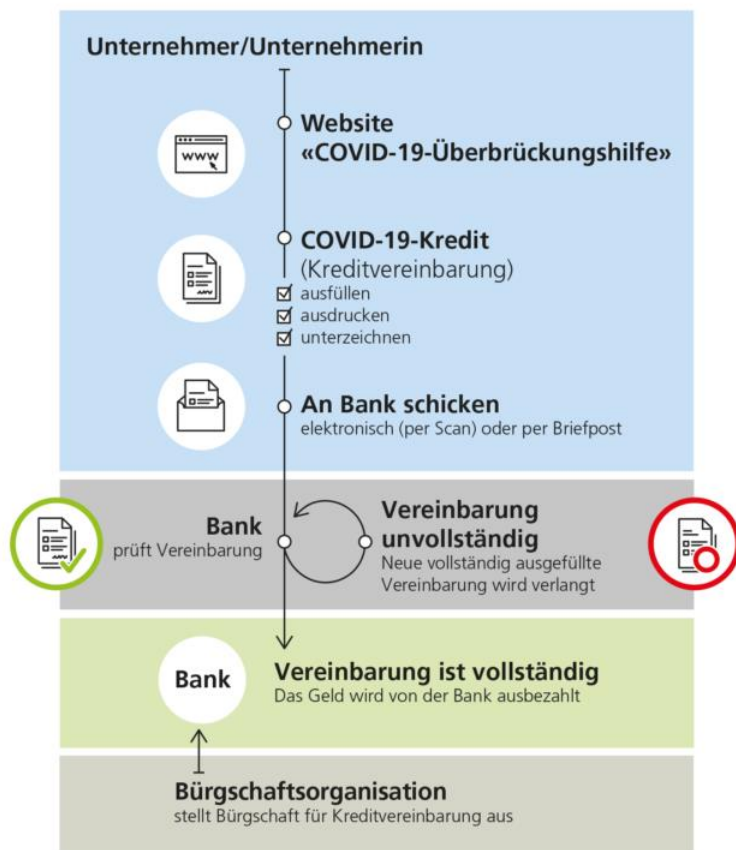 Unternehmer/Unternehmerin
Website
«COVID-19-Überbrückungshilfe»
www
COVID-19-Kredit
(Kreditvereinbarung)
ausfüllen
ausdrucken
unterzeichnen
An Bank schicken
elektronisch (per Scan) oder per Briefpost
Bank
prüft Vereinbarung
Vereinbarung
unvollständig
Neue vollständig ausgefüllte
Vereinbarung wird verlangt
Bank
Vereinbarung ist vollständig
Das Geld wird von der Bank ausbezahlt
Bürgschaftsorganisation
stellt Bürgschaft für Kreditvereinbarung aus